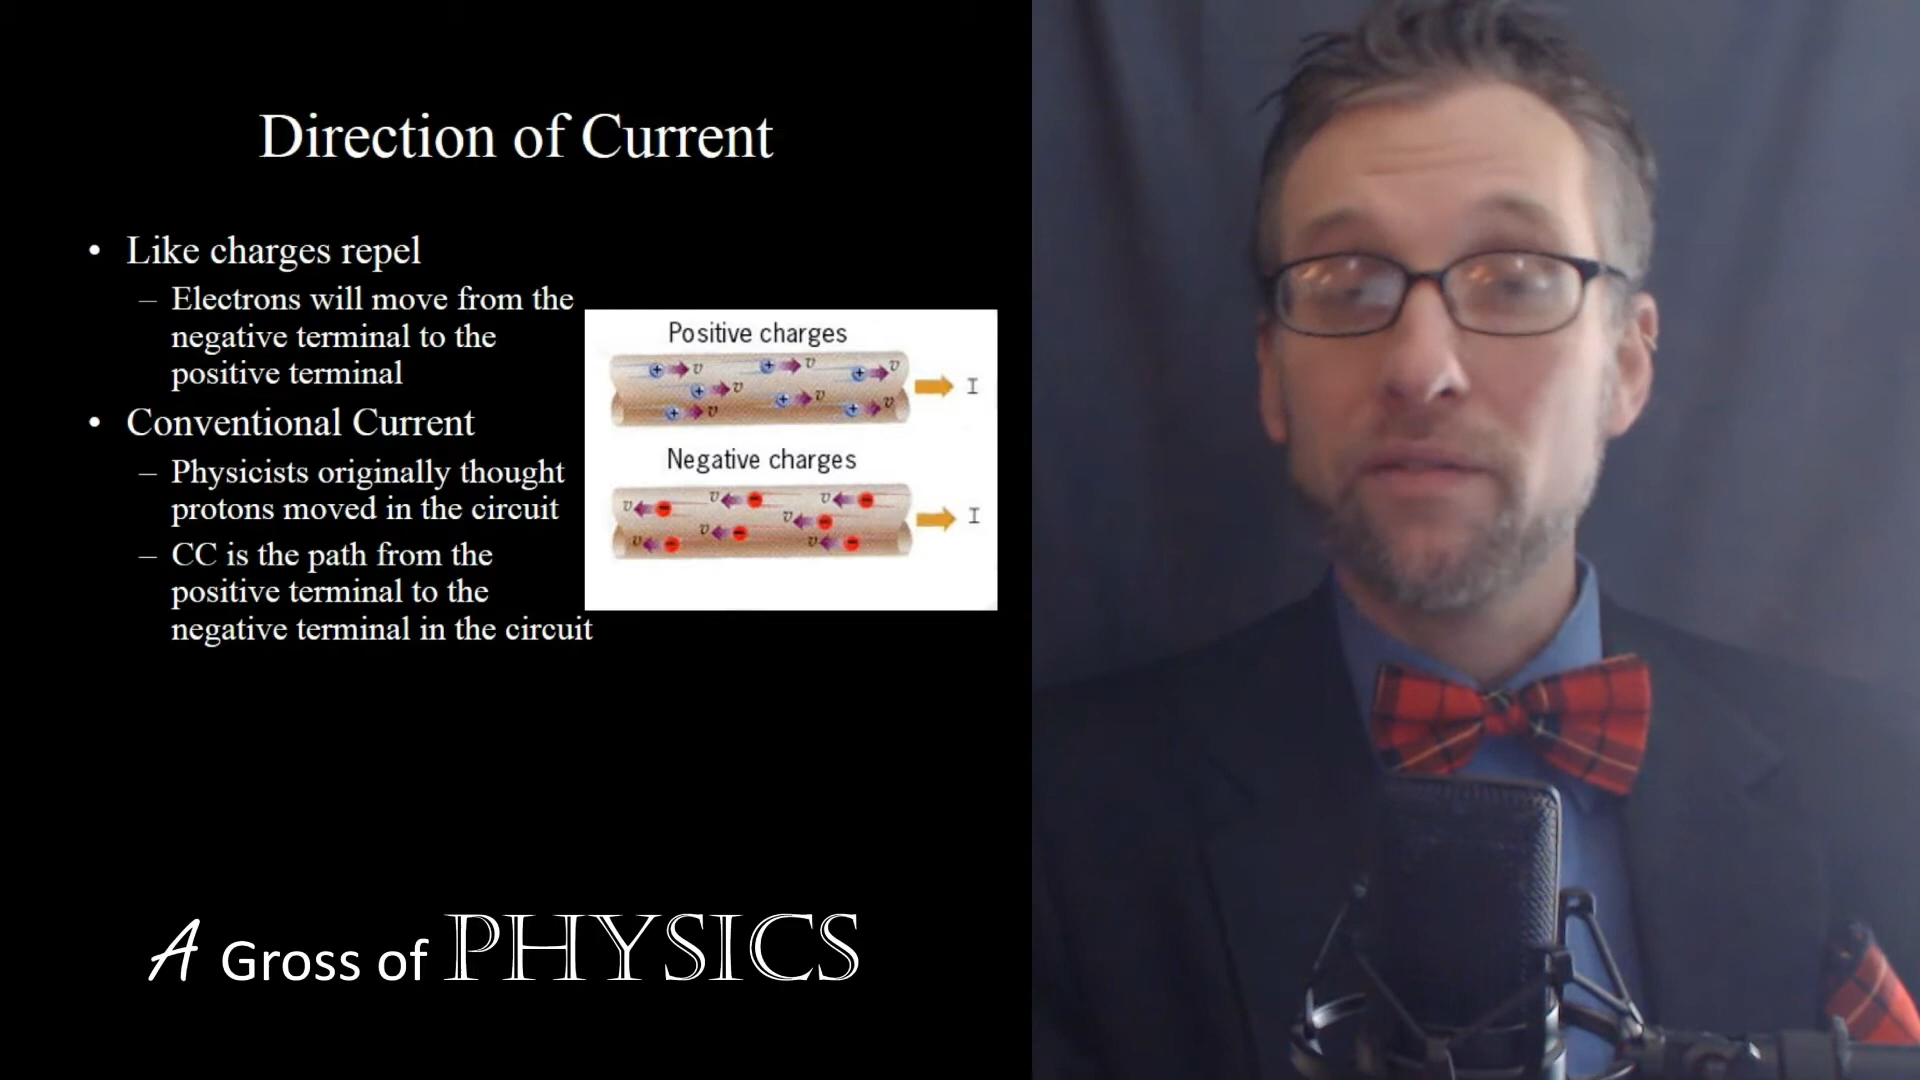 Direction of Current
• Like charges repel
– Electrons will move from the
negative terminal to the
positive terminal
• Conventional Current
– Physicists originally thought
protons moved in the circuit
– CC is the path from the
positive terminal to the
negative terminal in the circuit
Positive charges
+ v + v + v
+ v + v
+ v + v
I
Negative charges
v - v - v -
v - v -
v - v -
I
A Gross of PHYSICS